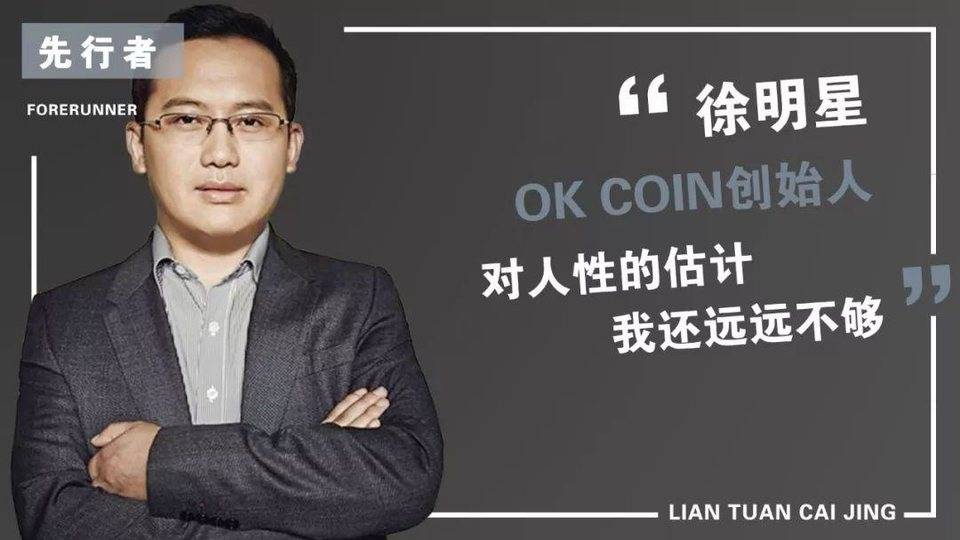 先行者
FORERUNNER
徐明星
OK COIN创始人
对人性的估计
我还远远不够
LIAN TUAN CAI JING